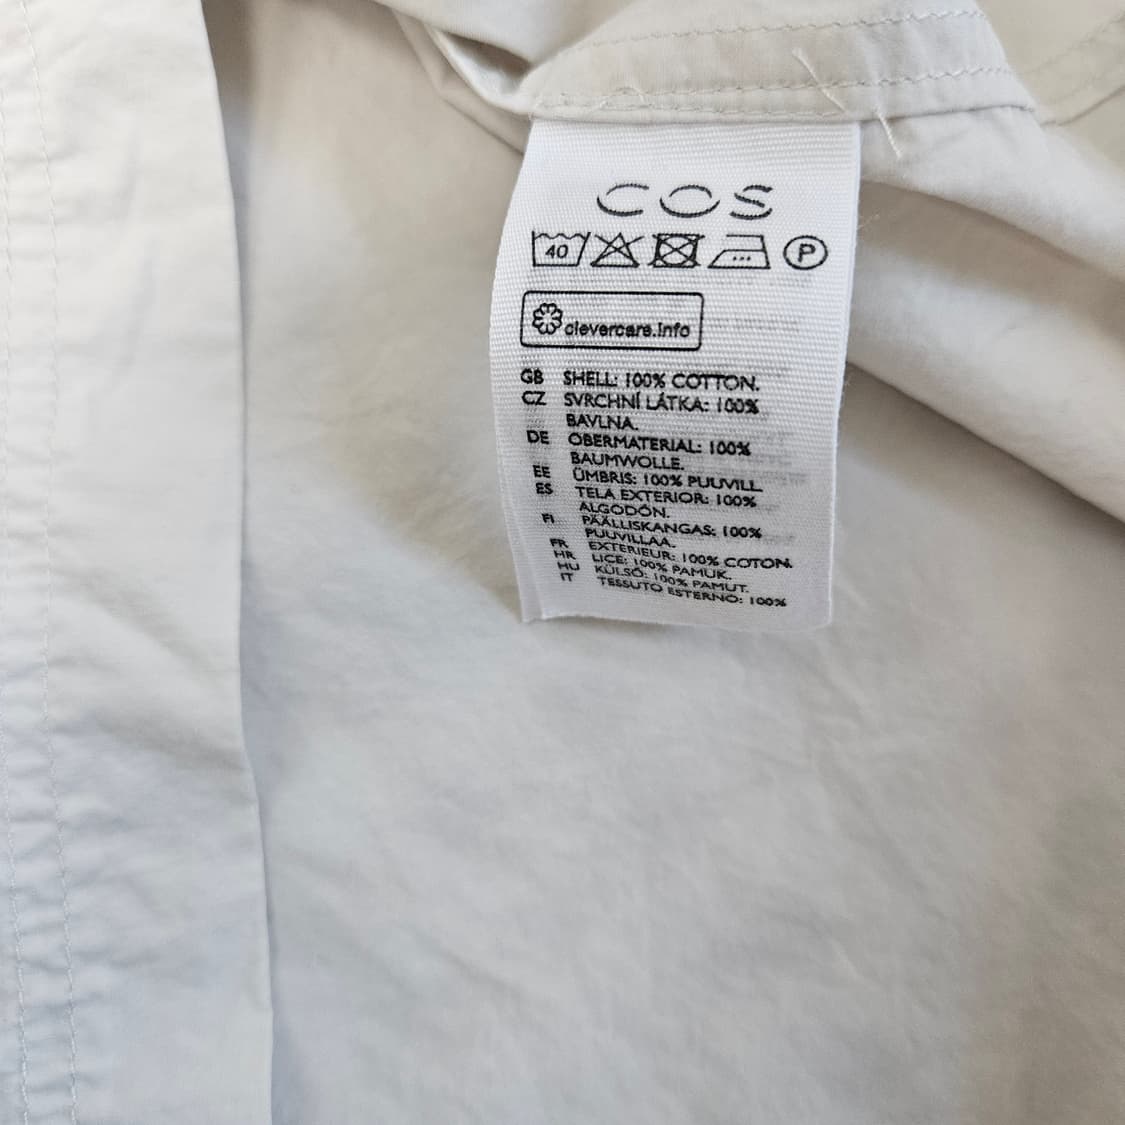 COS
40 P
clevercare.info
GB SHELL: 100% COTTON.
CZ SVRCHNÍ LÁTKA: 100%
BAVLNA.
DE OBERMATERIAL: 100%
BAUMWOLLE.
EE ÜMBRIS: 100% PUUVILL
ES TELA EXTERIOR: 100%
ALGODÓN.
FI PÄÄLLISKANGAS: 100%
PUUVILLAA.
FR EXTERIEUR: 100% COTON.
HR LICE: 100% PAMUK.
HU KÜLSŐ: 100% PAMUT.
IT TESSUTO ESTERNO: 100%